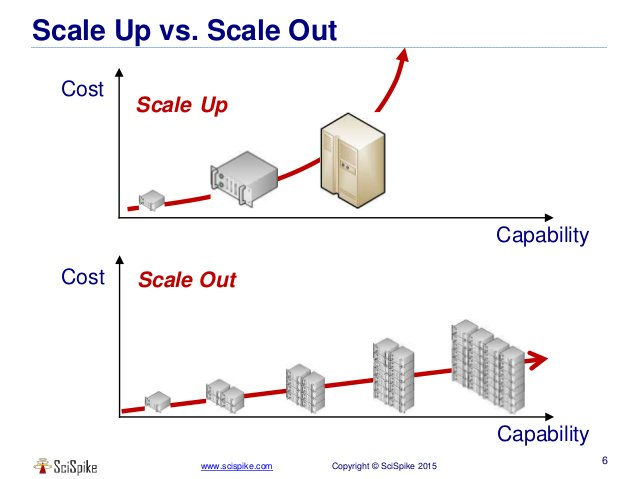 Scale Up vs. Scale Out
Cost
Scale Up
Capability
Cost
Scale Out
Capability
SciSpike
www.scispike.com
Copyright © SciSpike 2015
6